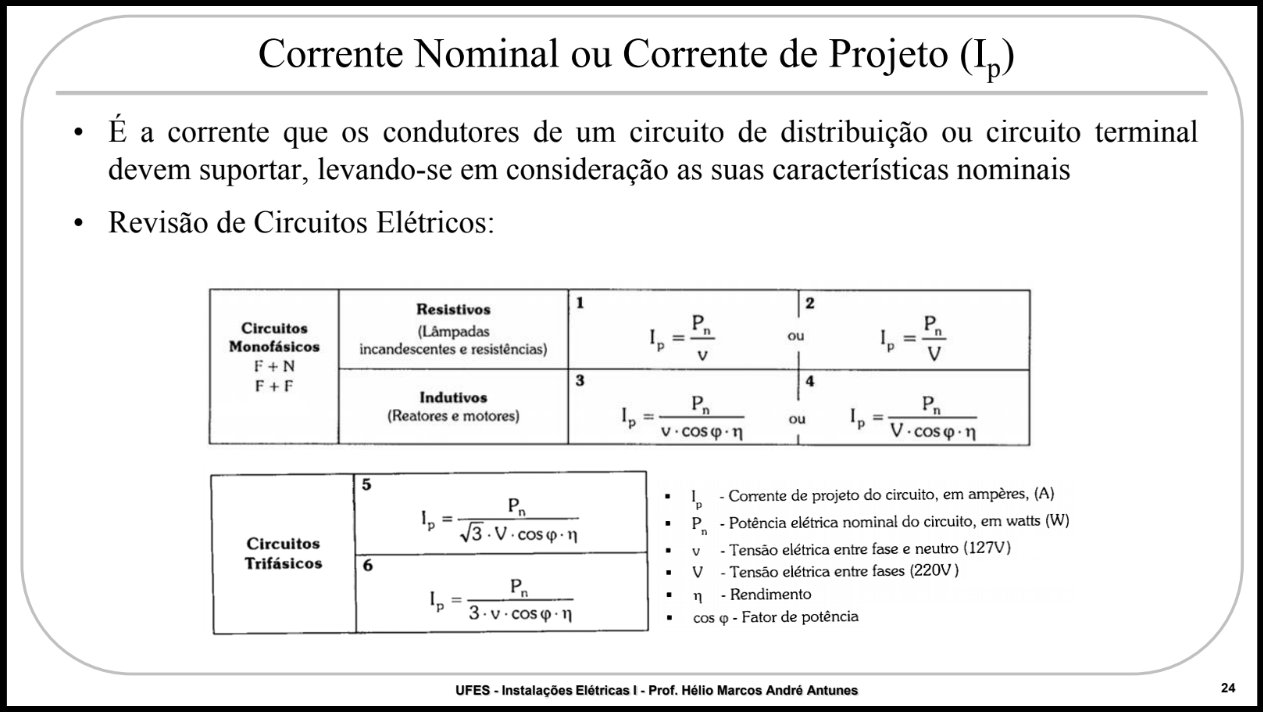 Corrente Nominal ou Corrente de Projeto (Ip)
• É a corrente que os condutores de um circuito de distribuição ou circuito terminal
devem suportar, levando-se em consideração as suas características nominais
• Revisão de Circuitos Elétricos:
Circuitos
Monofásicos
F + N
F + F
Resistivos
(Lâmpadas
incandescentes e resistências)
1
Ip = Pn / v
ou
2
Ip = Pn / V
Indutivos
(Reatores e motores)
3
Ip = Pn / v · cos φ · η
ou
4
Ip = Pn / V · cos φ · η
Circuitos
Trifásicos
5
Ip = Pn / √3 · V · cos φ · η
6
Ip = Pn / 3 · v · cos φ · η
▪ Ip - Corrente de projeto do circuito, em ampères, (A)
▪ Pn - Potência elétrica nominal do circuito, em watts (W)
▪ v - Tensão elétrica entre fase e neutro (127V)
▪ V - Tensão elétrica entre fases (220V)
▪ η - Rendimento
▪ cos φ - Fator de potência
UFES - Instalações Elétricas I - Prof. Hélio Marcos André Antunes
24